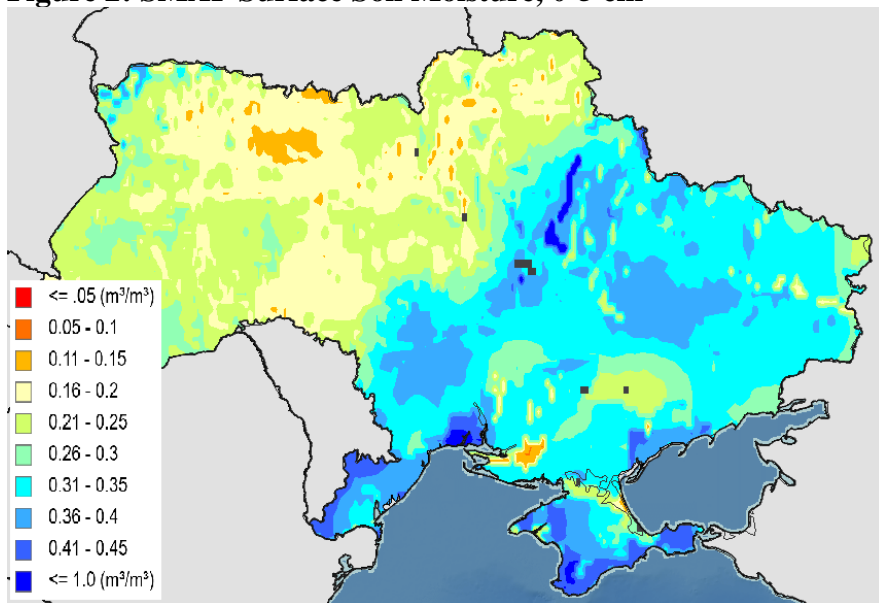 Figure 2: SMAP Surface Soil Moisture, 0-5 cm
<= .05 (m³/m³)
0.05 - 0.1
0.11 - 0.15
0.16 - 0.2
0.21 - 0.25
0.26 - 0.3
0.31 - 0.35
0.36 - 0.4
0.41 - 0.45
<= 1.0 (m³/m³)